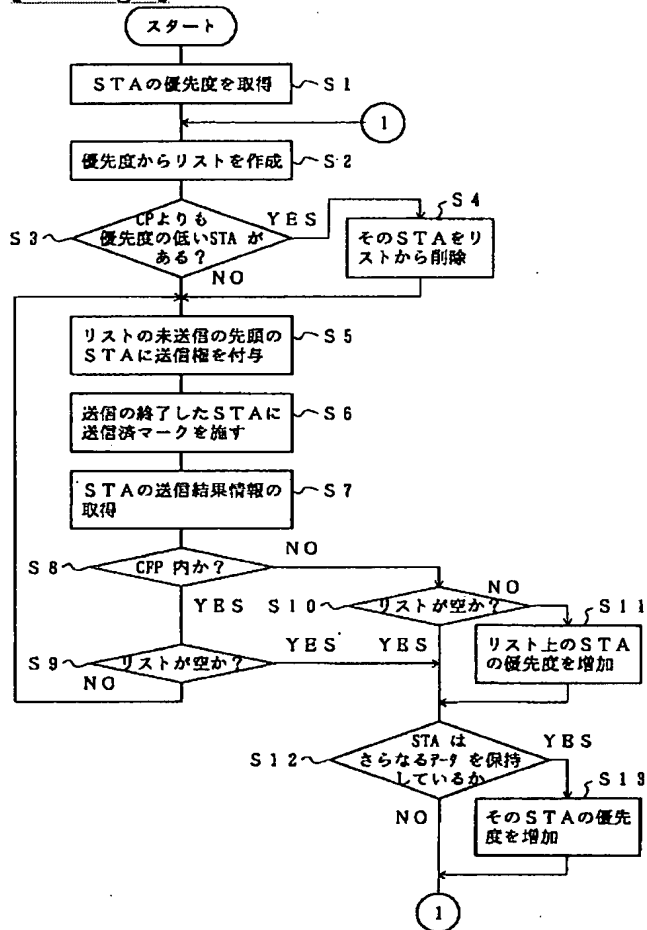 スタート
STAの優先度を取得
S1
1
優先度からリストを作成
S2
S3
CPよりも
優先度の低いSTA が
ある?
YES
NO
S4
そのSTAをリ
ストから削除
リストの未送信の先頭の
STAに送信権を付与
S5
送信の終了したSTAに
送信済マークを施す
S6
STAの送信結果情報の
取得
S7
S8
CFP 内か?
NO
YES
S10
リストが空か?
NO
YES
S11
リスト上のSTA
の優先度を増加
S9
リストが空か?
YES
NO
S12
STA は
さらなるデータ を保持
しているか
YES
NO
S13
そのSTAの優先
度を増加
1